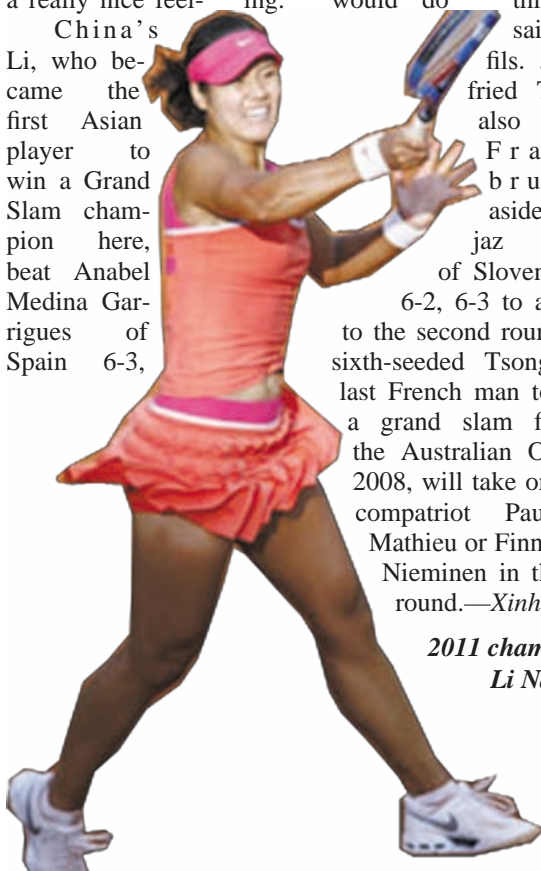 a really nice feel-
China's
Li, who be-
came the
first Asian
player to
win a Grand
Slam cham-
pion here,
beat Anabel
Medina Gar-
rigues of
Spain 6-3,
ing. would do
fils.
fried
also
brus
aside
jaz
of Sloven
6-2, 6-3 to a
to the second roun
sixth-seeded Tsong
last French man to
a grand slam f
the Australian O
2008, will take on
compatriot Pau
Mathieu or Finn
Nieminen in th
round.—Xinh
2011 cham
Li N